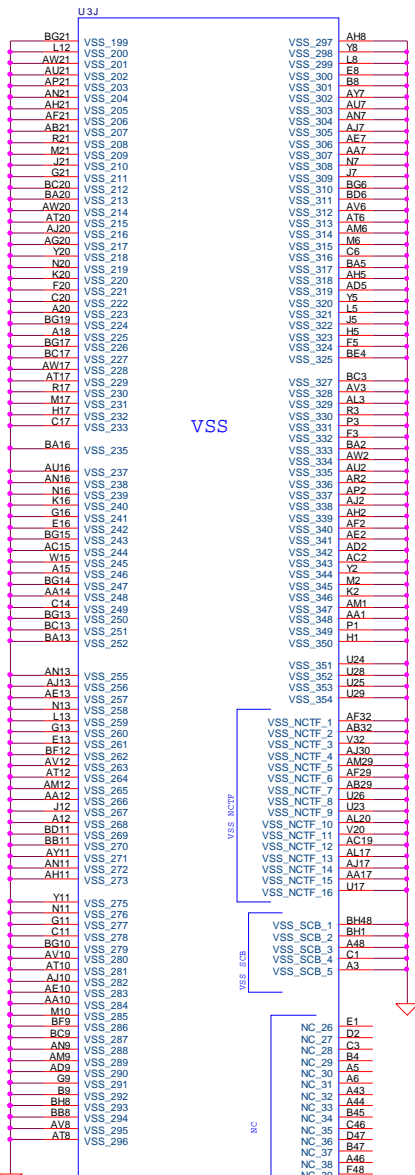 U3J
BG21 VSS_199
L12 VSS_200
AW21 VSS_201
AU21 VSS_202
AP21 VSS_203
AN21 VSS_204
AH21 VSS_205
AF21 VSS_206
AB21 VSS_207
R21 VSS_208
M21 VSS_209
J21 VSS_210
G21 VSS_211
BC20 VSS_212
BA20 VSS_213
AW20 VSS_214
AT20 VSS_215
AJ20 VSS_216
AG20 VSS_217
Y20 VSS_218
N20 VSS_219
K20 VSS_220
F20 VSS_221
C20 VSS_222
A20 VSS_223
BG19 VSS_224
A18 VSS_225
BG17 VSS_226
BC17 VSS_227
AW17 VSS_228
AT17 VSS_229
R17 VSS_230
M17 VSS_231
H17 VSS_232
C17 VSS_233
BA16 VSS_235
AU16 VSS_237
AN16 VSS_238
N16 VSS_239
K16 VSS_240
G16 VSS_241
E16 VSS_242
BG15 VSS_243
AC15 VSS_244
W15 VSS_245
A15 VSS_246
BG14 VSS_247
AA14 VSS_248
C14 VSS_249
BG13 VSS_250
BC13 VSS_251
BA13 VSS_252
AN13 VSS_255
AJ13 VSS_256
AE13 VSS_257
N13 VSS_258
L13 VSS_259
G13 VSS_260
E13 VSS_261
BF12 VSS_262
AV12 VSS_263
AT12 VSS_264
AM12 VSS_265
AA12 VSS_266
J12 VSS_267
A12 VSS_268
BD11 VSS_269
BB11 VSS_270
AY11 VSS_271
AN11 VSS_272
AH11 VSS_273
Y11 VSS_275
N11 VSS_276
G11 VSS_277
C11 VSS_278
BG10 VSS_279
AV10 VSS_280
AT10 VSS_281
AJ10 VSS_282
AE10 VSS_283
AA10 VSS_284
M10 VSS_285
BF9 VSS_286
BC9 VSS_287
AN9 VSS_288
AM9 VSS_289
AD9 VSS_290
G9 VSS_291
B9 VSS_292
BH8 VSS_293
BB8 VSS_294
AV8 VSS_295
AT8 VSS_296
VSS
VSS_297 AH8
VSS_298 Y8
VSS_299 L8
VSS_300 E8
VSS_301 B8
VSS_302 AY7
VSS_303 AU7
VSS_304 AN7
VSS_305 AJ7
VSS_306 AE7
VSS_307 AA7
VSS_308 N7
VSS_309 J7
VSS_310 BG6
VSS_311 BD6
VSS_312 AV6
VSS_313 AT6
VSS_314 AM6
VSS_315 M6
VSS_316 C6
VSS_317 BA5
VSS_318 AH5
VSS_319 AD5
VSS_320 Y5
VSS_321 L5
VSS_322 J5
VSS_323 H5
VSS_324 F5
VSS_325 BE4
VSS_327 BC3
VSS_328 AV3
VSS_329 AL3
VSS_330 R3
VSS_331 P3
VSS_332 F3
VSS_333 BA2
VSS_334 AW2
VSS_335 AU2
VSS_336 AR2
VSS_337 AP2
VSS_338 AJ2
VSS_339 AH2
VSS_340 AF2
VSS_341 AE2
VSS_342 AD2
VSS_343 AC2
VSS_344 Y2
VSS_345 M2
VSS_346 K2
VSS_347 AM1
VSS_348 AA1
VSS_349 P1
VSS_350 H1
VSS_351 U24
VSS_352 U28
VSS_353 U25
VSS_354 U29
VSS NCTF
VSS_NCTF_1 AF32
VSS_NCTF_2 AB32
VSS_NCTF_3 V32
VSS_NCTF_4 AJ30
VSS_NCTF_5 AM29
VSS_NCTF_6 AF29
VSS_NCTF_7 AB29
VSS_NCTF_8 U26
VSS_NCTF_9 U23
VSS_NCTF_10 AL20
VSS_NCTF_11 V20
VSS_NCTF_12 AC19
VSS_NCTF_13 AL17
VSS_NCTF_14 AJ17
VSS_NCTF_15 AA17
VSS_NCTF_16 U17
VSS SCB
VSS_SCB_1 BH48
VSS_SCB_2 BH1
VSS_SCB_3 A48
VSS_SCB_4 C1
VSS_SCB_5 A3
NC
NC_26 E1
NC_27 D2
NC_28 C3
NC_29 B4
NC_30 A5
NC_31 A6
NC_32 A43
NC_33 A44
NC_34 B45
NC_35 C46
NC_36 D47
NC_37 B47
NC_38 A46
F48